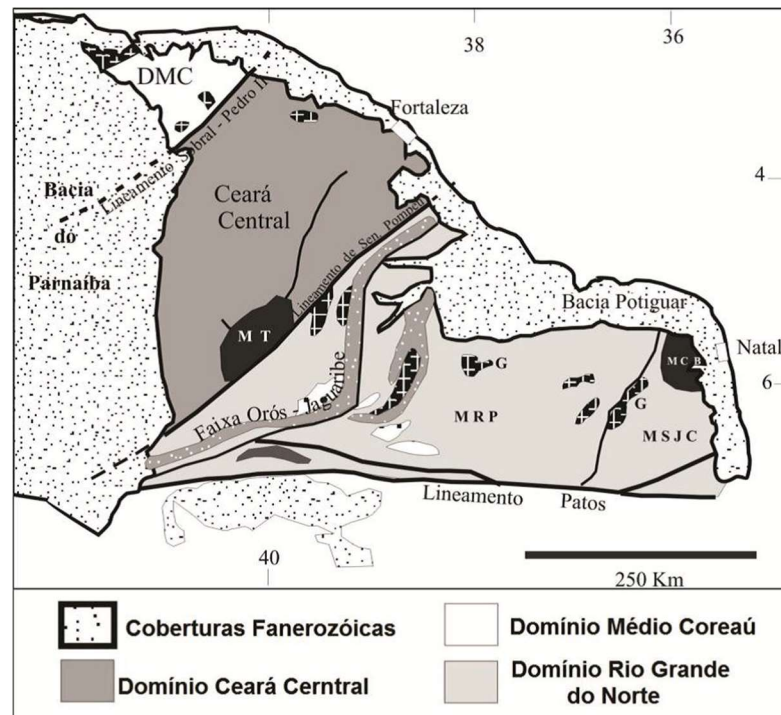 38
36
DMC
Lineamento Sobral - Pedro II
Fortaleza
4
Bacia
do
Parnaíba
Ceará
Central
Lineamento de Sen. Pompeu
Bacia Potiguar
M T
M C B
Natal
G
6
Faixa Orós - Jaguaribe
M R P
G
M S J C
Lineamento Patos
40
250 Km
Coberturas Fanerozóicas
Domínio Médio Coreaú
Domínio Ceará Cerntral
Domínio Rio Grande
do Norte